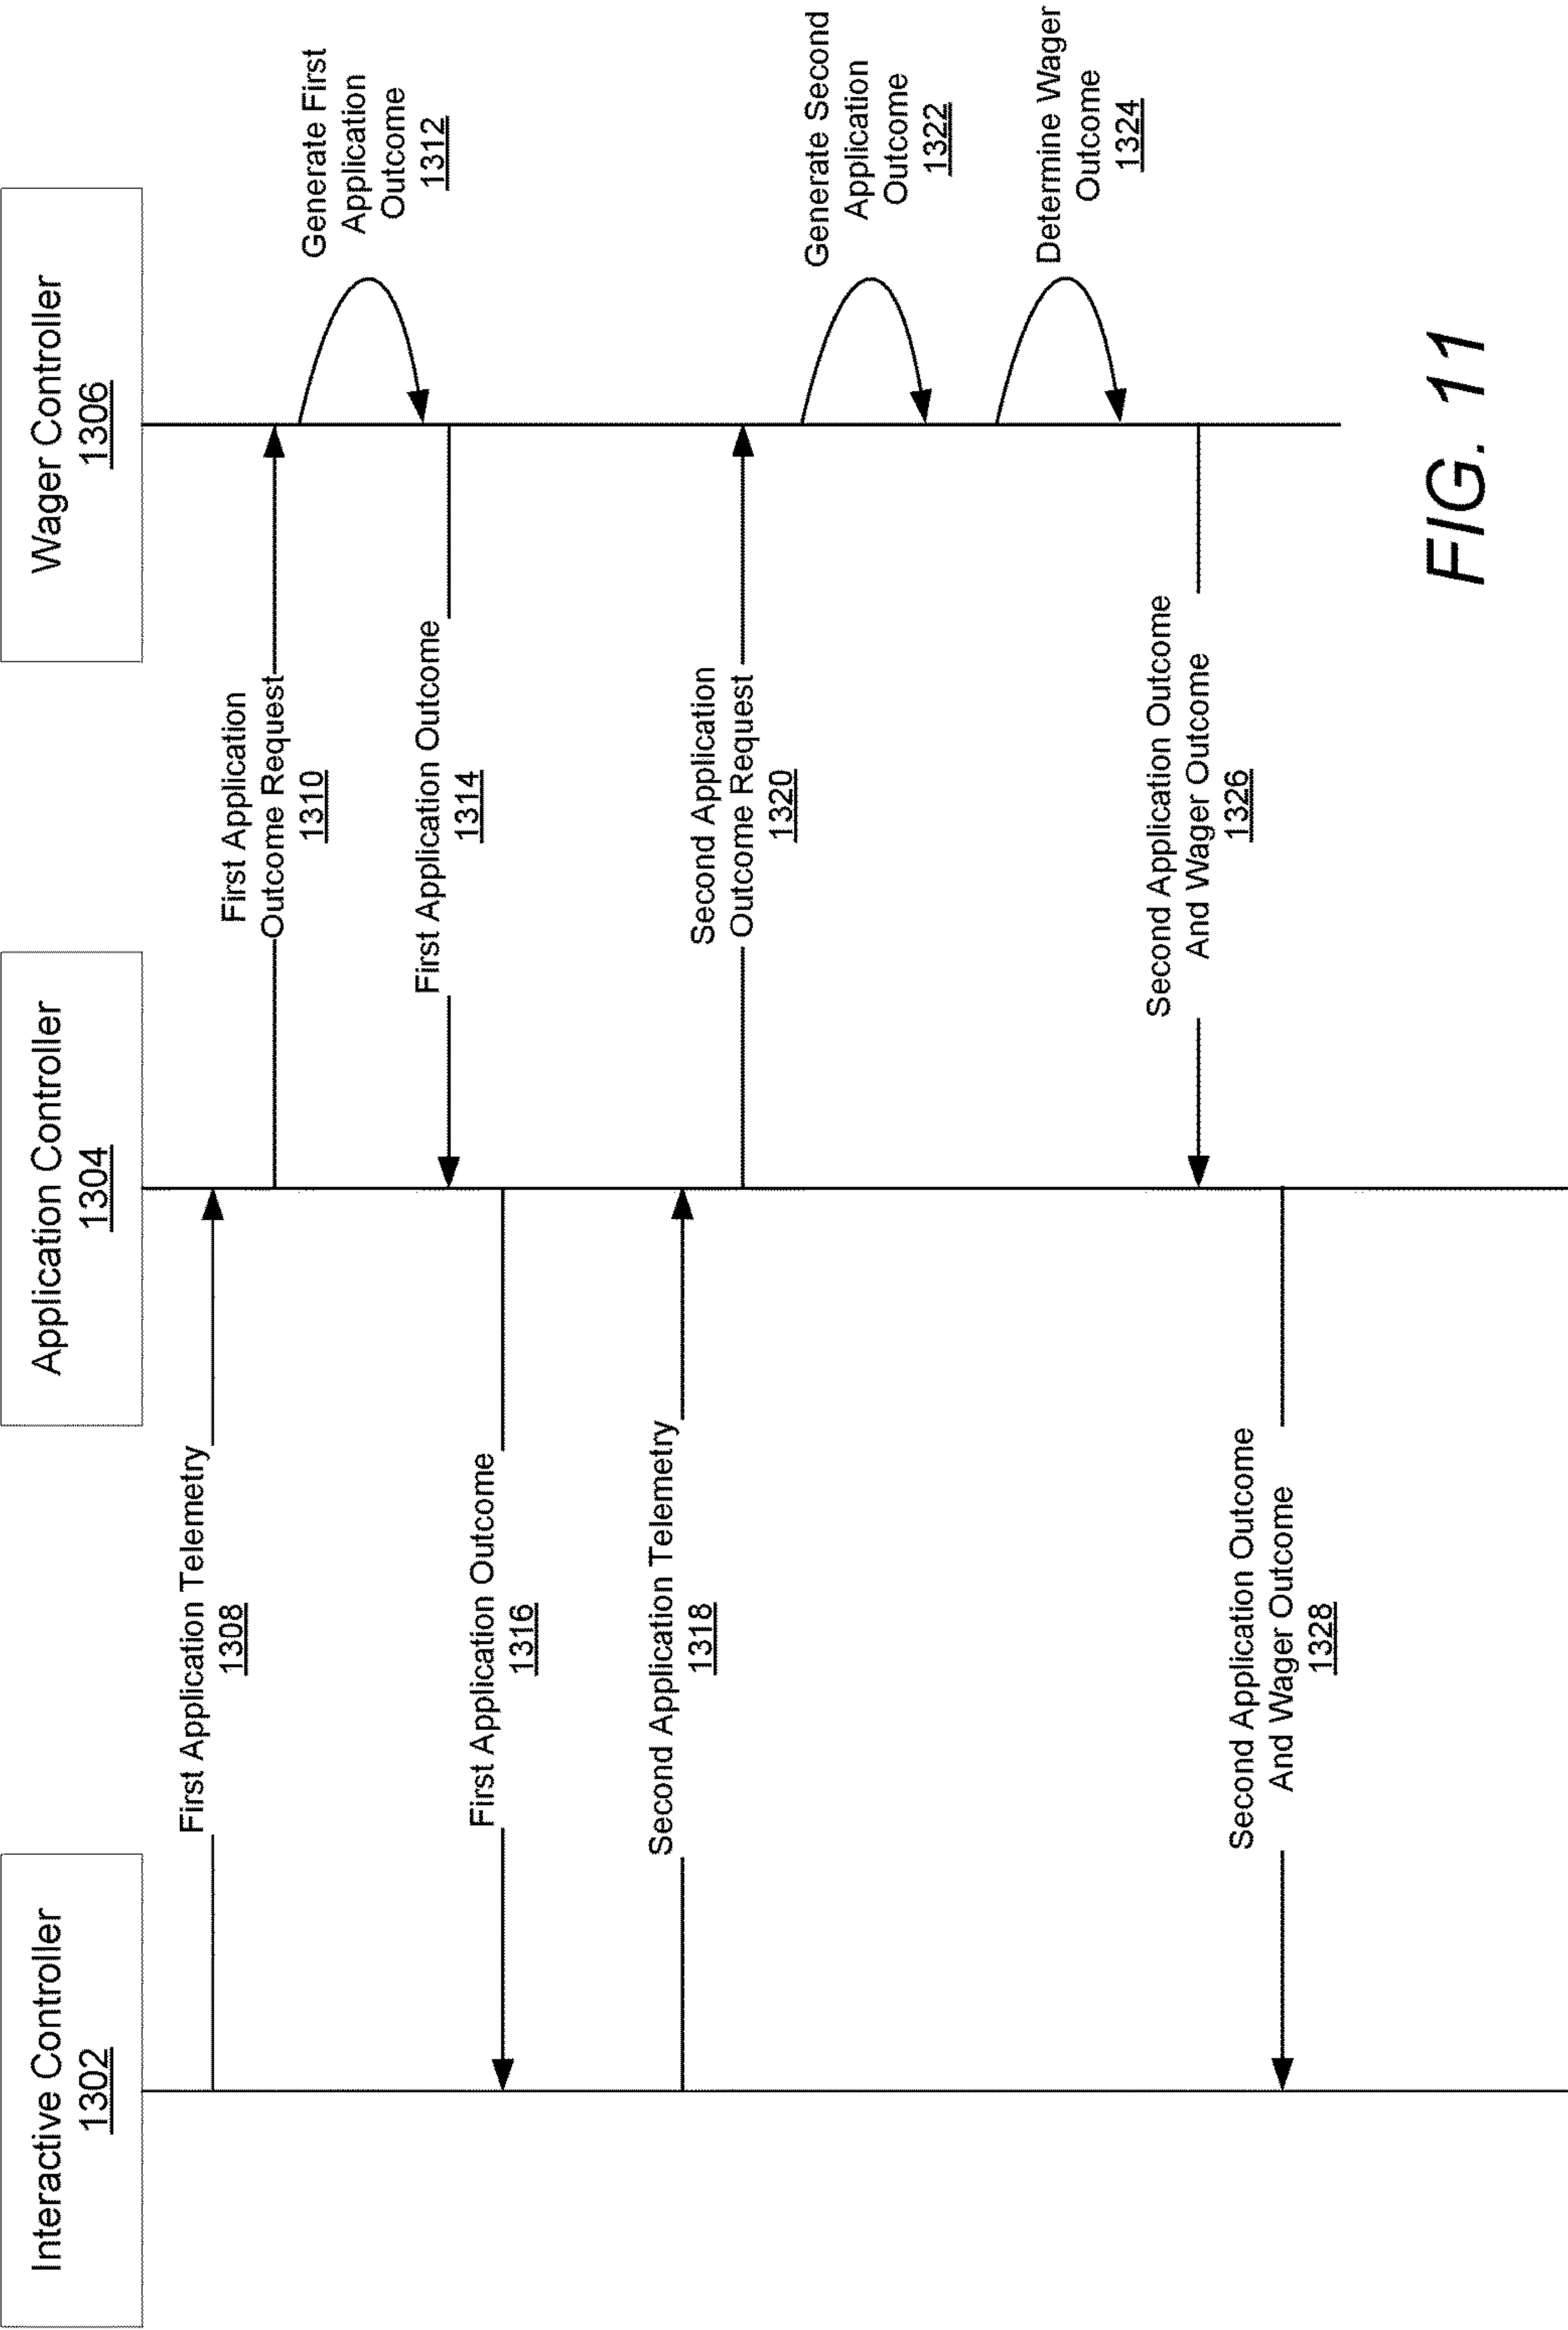 Interactive Controller
1302
Application Controller
1304
Wager Controller
1306
First Application Telemetry
1308
First Application
Outcome Request
1310
Generate First
Application
Outcome
1312
First Application Outcome
1314
First Application Outcome
1316
Second Application Telemetry
1318
Second Application
Outcome Request
1320
Generate Second
Application
Outcome
1322
Determine Wager
Outcome
1324
Second Application Outcome
And Wager Outcome
1326
Second Application Outcome
And Wager Outcome
1328
FIG. 11